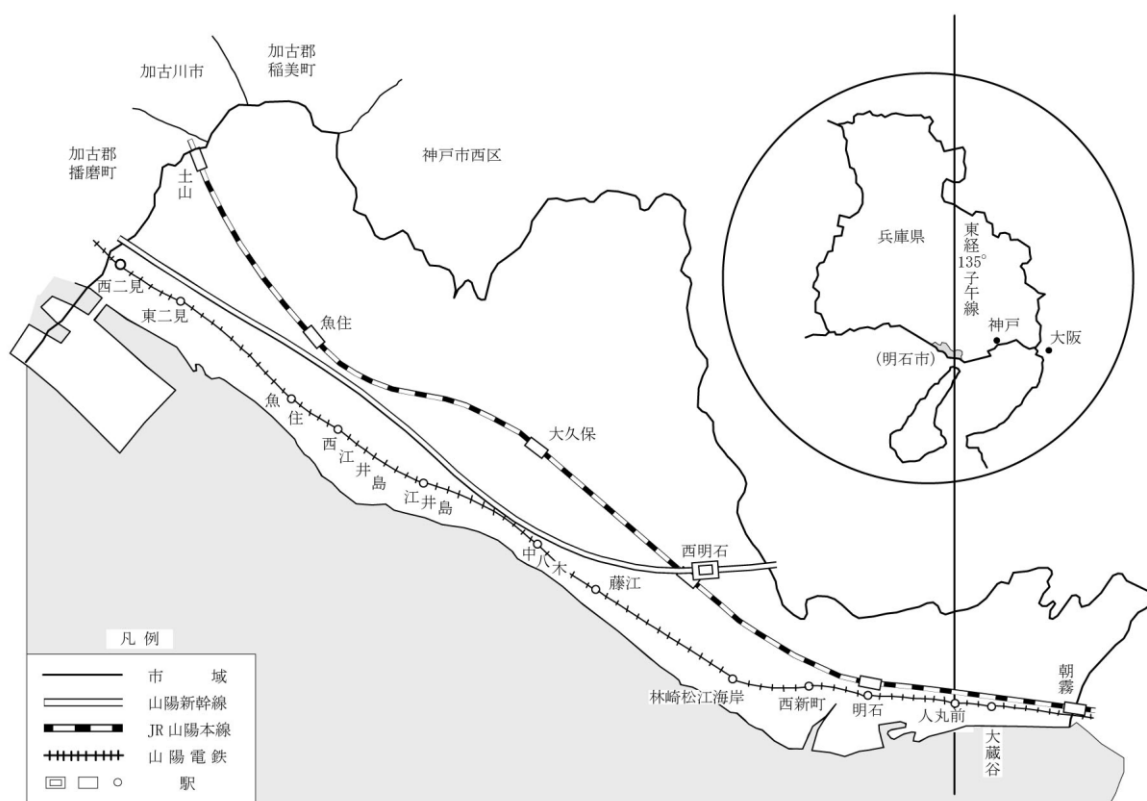 加古川市
加古郡
稲美町
加古郡
播磨町
神戸市西区
土山
西二見
東二見
魚住
魚住
西江井島
江井島
大久保
中八木
藤江
西明石
林崎松江海岸
西新町
明石
人丸前
大蔵谷
朝霧
兵庫県
東経135°子午線
神戸
大阪
(明石市)
凡 例
市 域
山陽新幹線
JR山陽本線
山陽電鉄
駅